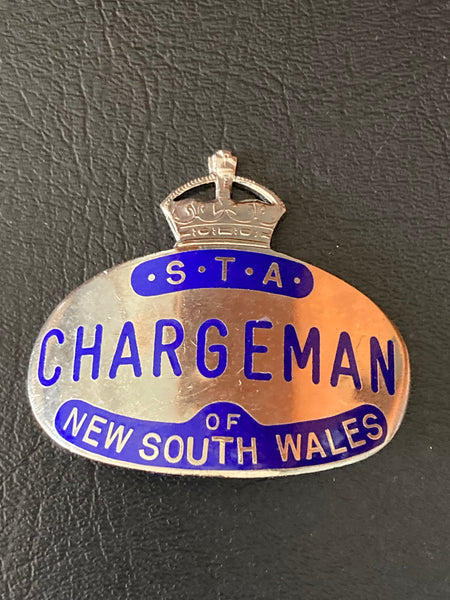 · S · T · A ·
CHARGEMAN
OF
NEW SOUTH WALES